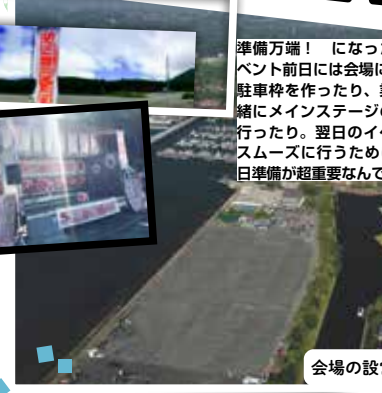 準備万端！　になっ
ベント前日には会場に
駐車枠を作ったり、
緒にメインステージの
行ったり。翌日のイ
スムーズに行うため
日準備が超重要なんで
会場の設